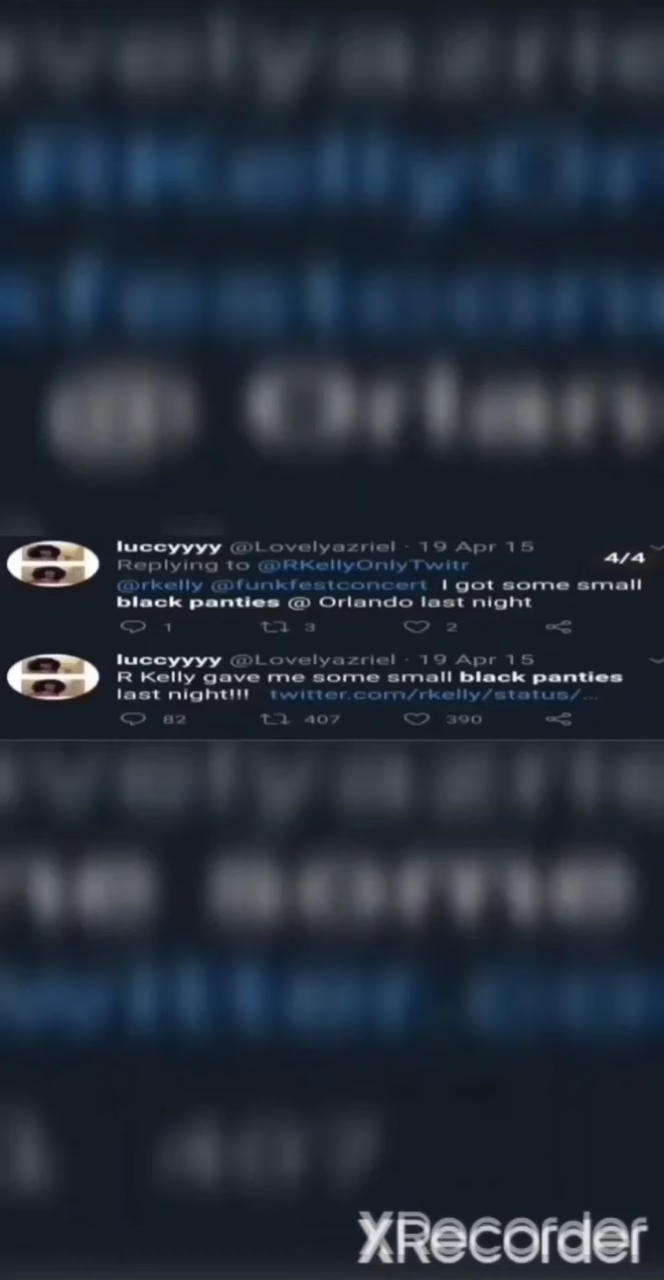 luccyyyy @Lovelyazriel · 19 Apr 15
4/4
Replying to @RKellyOnlyTwitr
@rkelly @funkfestconcert I got some small
black panties @ Orlando last night
1 3 2
luccyyyy @Lovelyazriel · 19 Apr 15
R Kelly gave me some small black panties
last night!!! twitter.com/rkelly/status/...
82 407 390
XRecorder